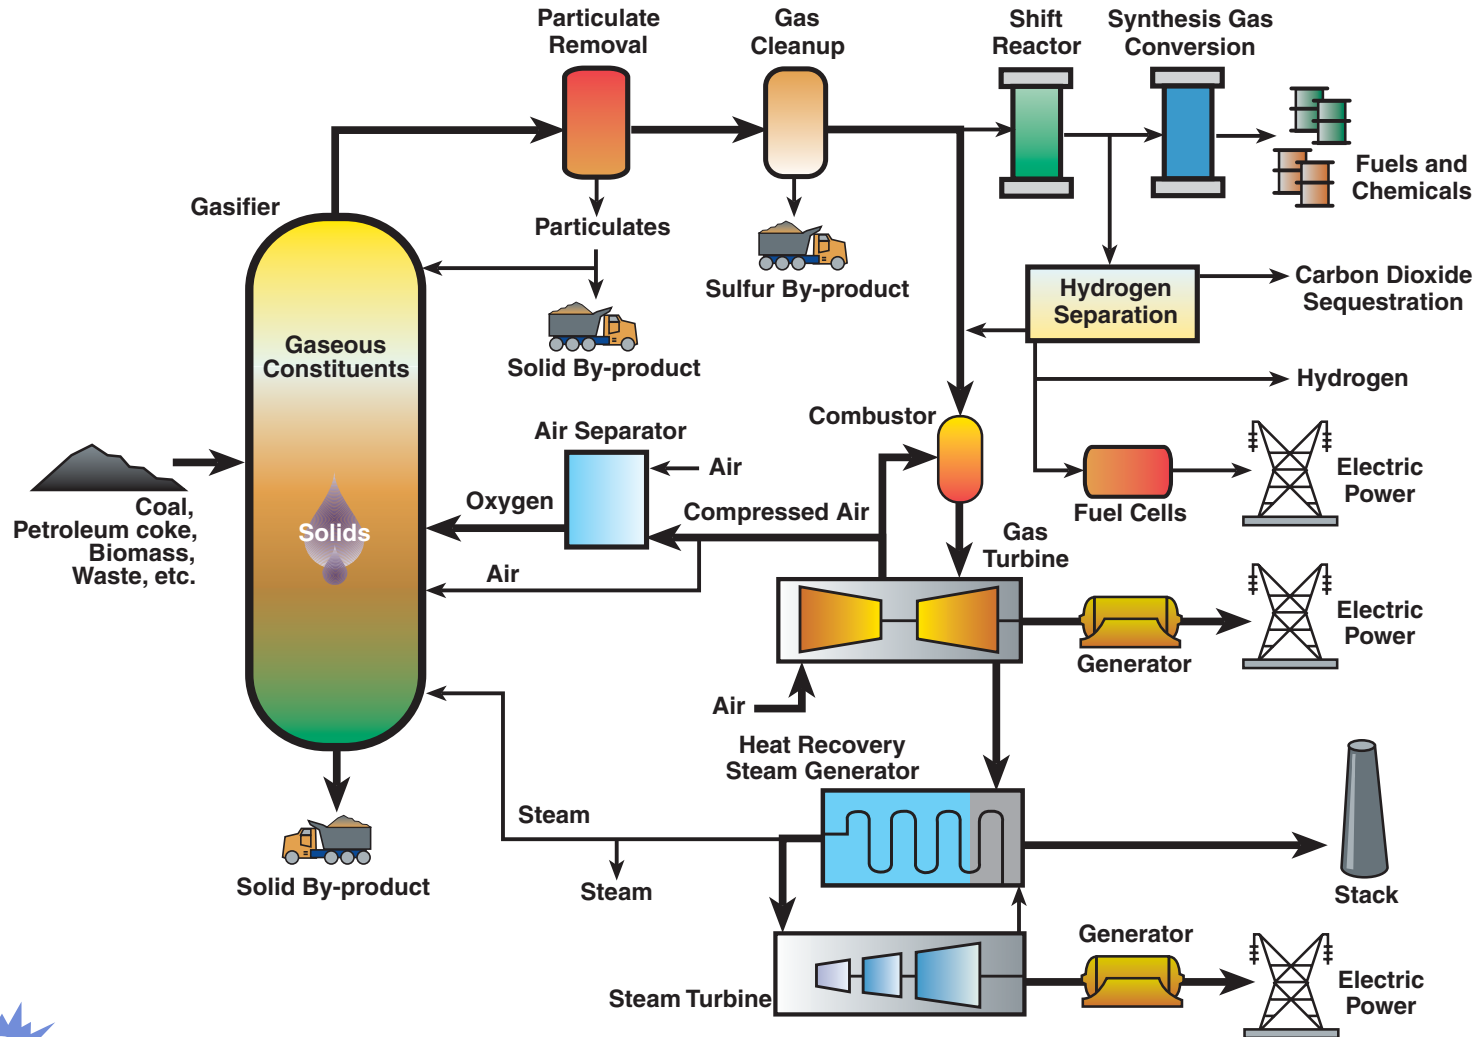 Particulate
Removal
Gas
Cleanup
Shift
Reactor
Synthesis Gas
Conversion
Fuels and
Chemicals
Gasifier
Particulates
Sulfur By-product
Solid By-product
Hydrogen
Separation
Carbon Dioxide
Sequestration
Hydrogen
Gaseous
Constituents
Combustor
Air Separator
Air
Oxygen
Compressed Air
Fuel Cells
Electric
Power
Coal,
Petroleum coke,
Biomass,
Waste, etc.
Solids
Air
Gas
Turbine
Generator
Electric
Power
Air
Heat Recovery
Steam Generator
Steam
Steam
Solid By-product
Stack
Steam Turbine
Generator
Electric
Power